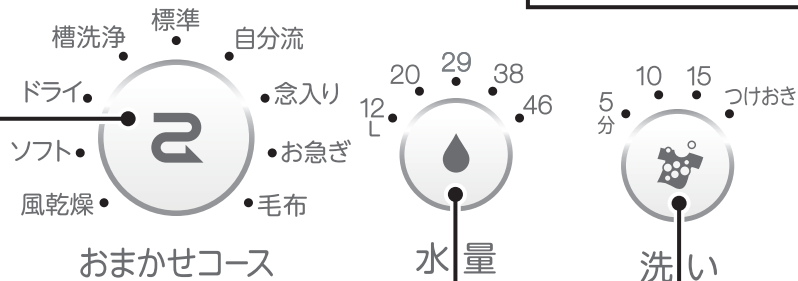 標準
槽洗浄
自分流
ドライ
念入り
ソフト
お急ぎ
風乾燥
毛布
おまかせコース
12
L
20
29
38
46
水量
5
分
10
15
つけおき
洗い